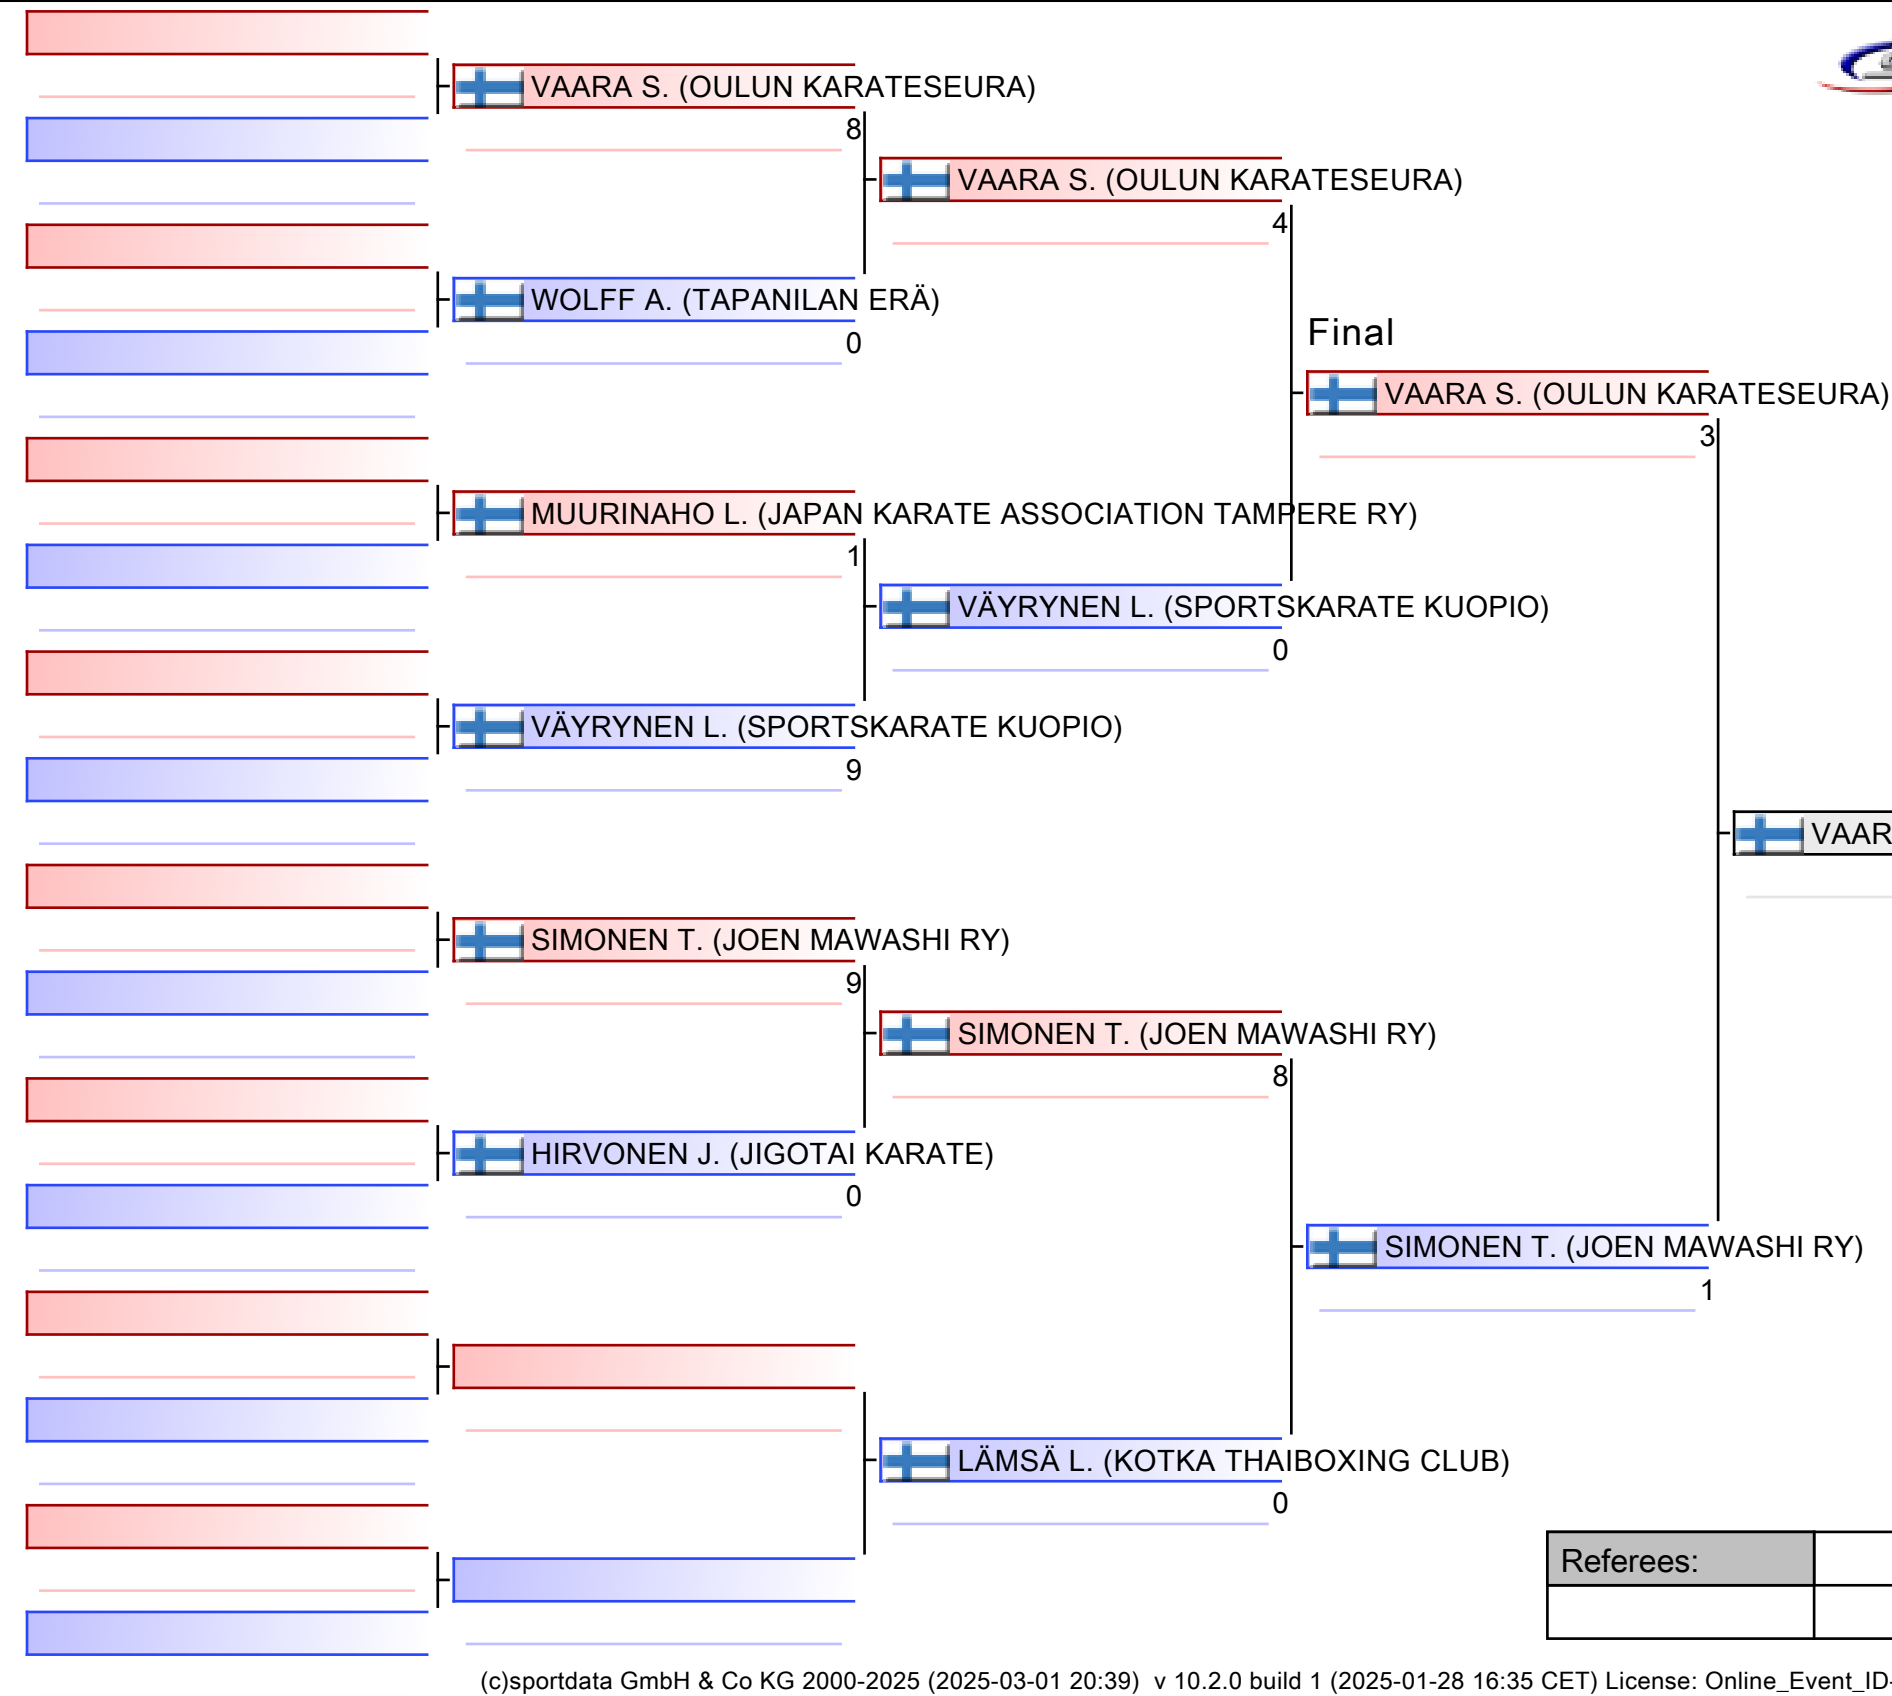 VAARA S. (OULUN KARATESEURA)
8
VAARA S. (OULUN KARATESEURA)
4
WOLFF A. (TAPANILAN ERÄ)
0
Final
VAARA S. (OULUN KARATESEURA)
3
MUURINAHO L. (JAPAN KARATE ASSOCIATION TAMPERE RY)
1
VÄYRYNEN L. (SPORTSKARATE KUOPIO)
0
VÄYRYNEN L. (SPORTSKARATE KUOPIO)
9
VAAR
SIMONEN T. (JOEN MAWASHI RY)
9
SIMONEN T. (JOEN MAWASHI RY)
8
HIRVONEN J. (JIGOTAI KARATE)
0
SIMONEN T. (JOEN MAWASHI RY)
1
LÄMSÄ L. (KOTKA THAIBOXING CLUB)
0
Referees:
(c)sportdata GmbH & Co KG 2000-2025 (2025-03-01 20:39) v 10.2.0 build 1 (2025-01-28 16:35 CET) License: Online_Event_ID-